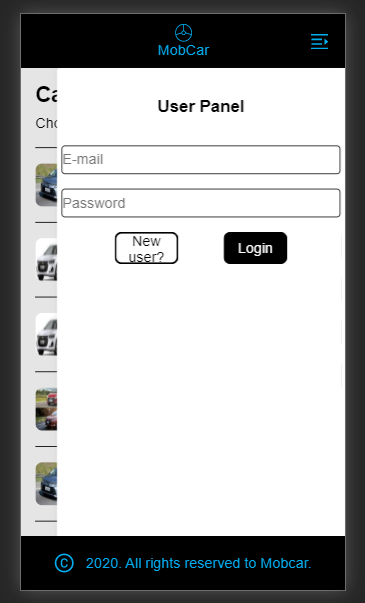 MobCar
Ca
Cho
User Panel
E-mail
Password
New
user?
Login
© 2020. All rights reserved to Mobcar.